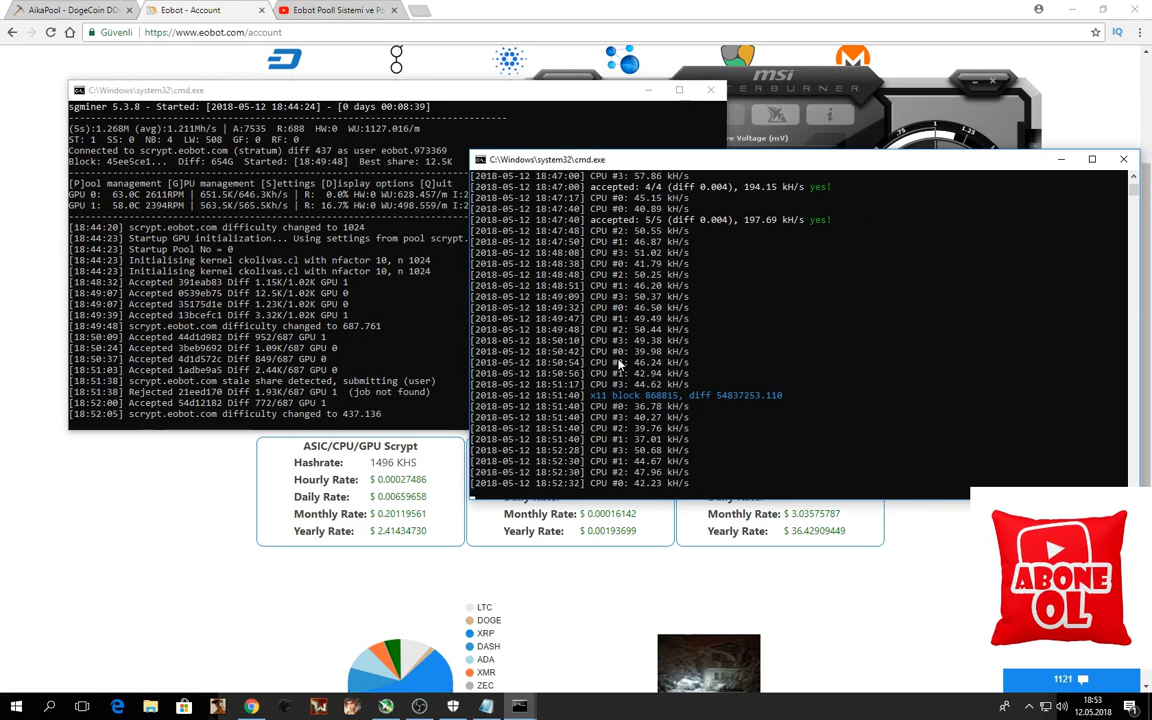 AikaPool - DogeCoin DO
Eobot - Account
Eobot Pooll Sistemi ve P
Güvenli
https://www.eobot.com/account
IQ
msi
BURNER
re Voltage (mV)
.75
1
1.25
C:\Windows\system32\cmd.exe
sgminer 5.3.8 - Started: [2018-05-12 18:44:24] - [0 days 00:08:39]
(5s):1.268M (avg):1.211Mh/s | A:7535 R:688 HW:0 WU:1127.016/m
ST: 1 SS: 0 NB: 4 LW: 508 GF: 0 RF: 0
Connected to scrypt.eobot.com (stratum) diff 437 as user eobot.973369
Block: 45ee5ce1... Diff: 654G Started: [18:49:48] Best share: 12.5K
[P]ool management [G]PU management [S]ettings [D]isplay options [Q]uit
GPU 0: 63.0C 2611RPM | 651.5K/646.3Kh/s | R: 0.0% HW:0 WU:628.457/m I:2
GPU 1: 58.0C 2394RPM | 563.5K/565.5Kh/s | R: 16.7% HW:0 WU:498.559/m I:
[18:44:20] scrypt.eobot.com difficulty changed to 1024
[18:44:23] Startup GPU initialization... Using settings from pool scrypt.
[18:44:23] Startup Pool No = 0
[18:44:23] Initialising kernel ckolivas.cl with nfactor 10, n 1024
[18:44:23] Initialising kernel ckolivas.cl with nfactor 10, n 1024
[18:48:32] Accepted 391eab83 Diff 1.15K/1.02K GPU 1
[18:49:07] Accepted 0539eb75 Diff 12.5K/1.02K GPU 0
[18:49:07] Accepted 35175d1e Diff 1.23K/1.02K GPU 0
[18:49:38] Accepted 13bcefc1 Diff 3.32K/1.02K GPU 1
[18:49:48] scrypt.eobot.com difficulty changed to 687.761
[18:50:09] Accepted 44d1d982 Diff 952/687 GPU 1
[18:50:24] Accepted 3beb9692 Diff 1.09K/687 GPU 0
[18:50:37] Accepted 4d1d572c Diff 849/687 GPU 0
[18:51:03] Accepted 1adbe9a5 Diff 2.44K/687 GPU 0
[18:51:38] scrypt.eobot.com stale share detected, submitting (user)
[18:51:38] Rejected 21eed170 Diff 1.93K/687 GPU 1 (job not found)
[18:52:00] Accepted 54d12182 Diff 772/687 GPU 1
[18:52:05] scrypt.eobot.com difficulty changed to 437.136
C:\Windows\system32\cmd.exe
[2018-05-12 18:47:00] CPU #3: 57.86 kH/s
[2018-05-12 18:47:00] accepted: 4/4 (diff 0.004), 194.15 kH/s yes!
[2018-05-12 18:47:17] CPU #0: 45.15 kH/s
[2018-05-12 18:47:40] CPU #0: 40.89 kH/s
[2018-05-12 18:47:40] accepted: 5/5 (diff 0.004), 197.69 kH/s yes!
[2018-05-12 18:47:48] CPU #2: 50.55 kH/s
[2018-05-12 18:47:50] CPU #1: 46.87 kH/s
[2018-05-12 18:48:08] CPU #3: 51.02 kH/s
[2018-05-12 18:48:38] CPU #0: 41.79 kH/s
[2018-05-12 18:48:48] CPU #2: 50.25 kH/s
[2018-05-12 18:48:51] CPU #1: 46.20 kH/s
[2018-05-12 18:49:09] CPU #3: 50.37 kH/s
[2018-05-12 18:49:32] CPU #0: 46.50 kH/s
[2018-05-12 18:49:47] CPU #1: 49.49 kH/s
[2018-05-12 18:49:48] CPU #2: 50.44 kH/s
[2018-05-12 18:50:10] CPU #3: 49.38 kH/s
[2018-05-12 18:50:42] CPU #0: 39.98 kH/s
[2018-05-12 18:50:54] CPU 46.24 kH/s
[2018-05-12 18:50:56] CPU #1: 42.94 kH/s
[2018-05-12 18:51:17] CPU #3: 44.62 kH/s
[2018-05-12 18:51:40] x11 block 868815, diff 54837253.110
[2018-05-12 18:51:40] CPU #0: 36.78 kH/s
[2018-05-12 18:51:40] CPU #3: 40.27 kH/s
[2018-05-12 18:51:40] CPU #2: 39.76 kH/s
[2018-05-12 18:51:40] CPU #1: 37.01 kH/s
[2018-05-12 18:52:28] CPU #3: 50.68 kH/s
[2018-05-12 18:52:30] CPU #1: 44.67 kH/s
[2018-05-12 18:52:30] CPU #2: 47.96 kH/s
[2018-05-12 18:52:32] CPU #0: 42.23 kH/s
ASIC/CPU/GPU Scrypt
Hashrate: 1496 KHS
Hourly Rate: $ 0.00027486
Daily Rate: $ 0.00659658
Monthly Rate: $ 0.20119561
Yearly Rate: $ 2.41434730
Monthly Rate: $ 0.00016142
Yearly Rate: $ 0.00193699
Monthly Rate: $ 3.03575787
Yearly Rate: $ 36.42909449
LTC
DOGE
XRP
DASH
ADA
XMR
ZEC
ABONE
OL
1121
18:53
12.05.2018
1